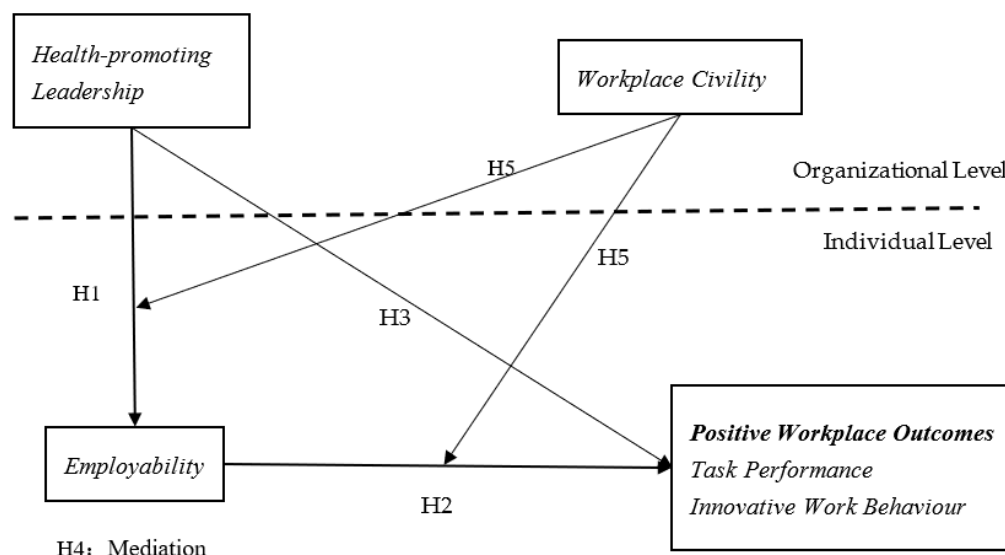 Health-promoting
Leadership
Workplace Civility
H5
Organizational Level
Individual Level
H5
H1
H3
Positive Workplace Outcomes
Employability
Task Performance
Innovative Work Behaviour
H2
H4：Mediation